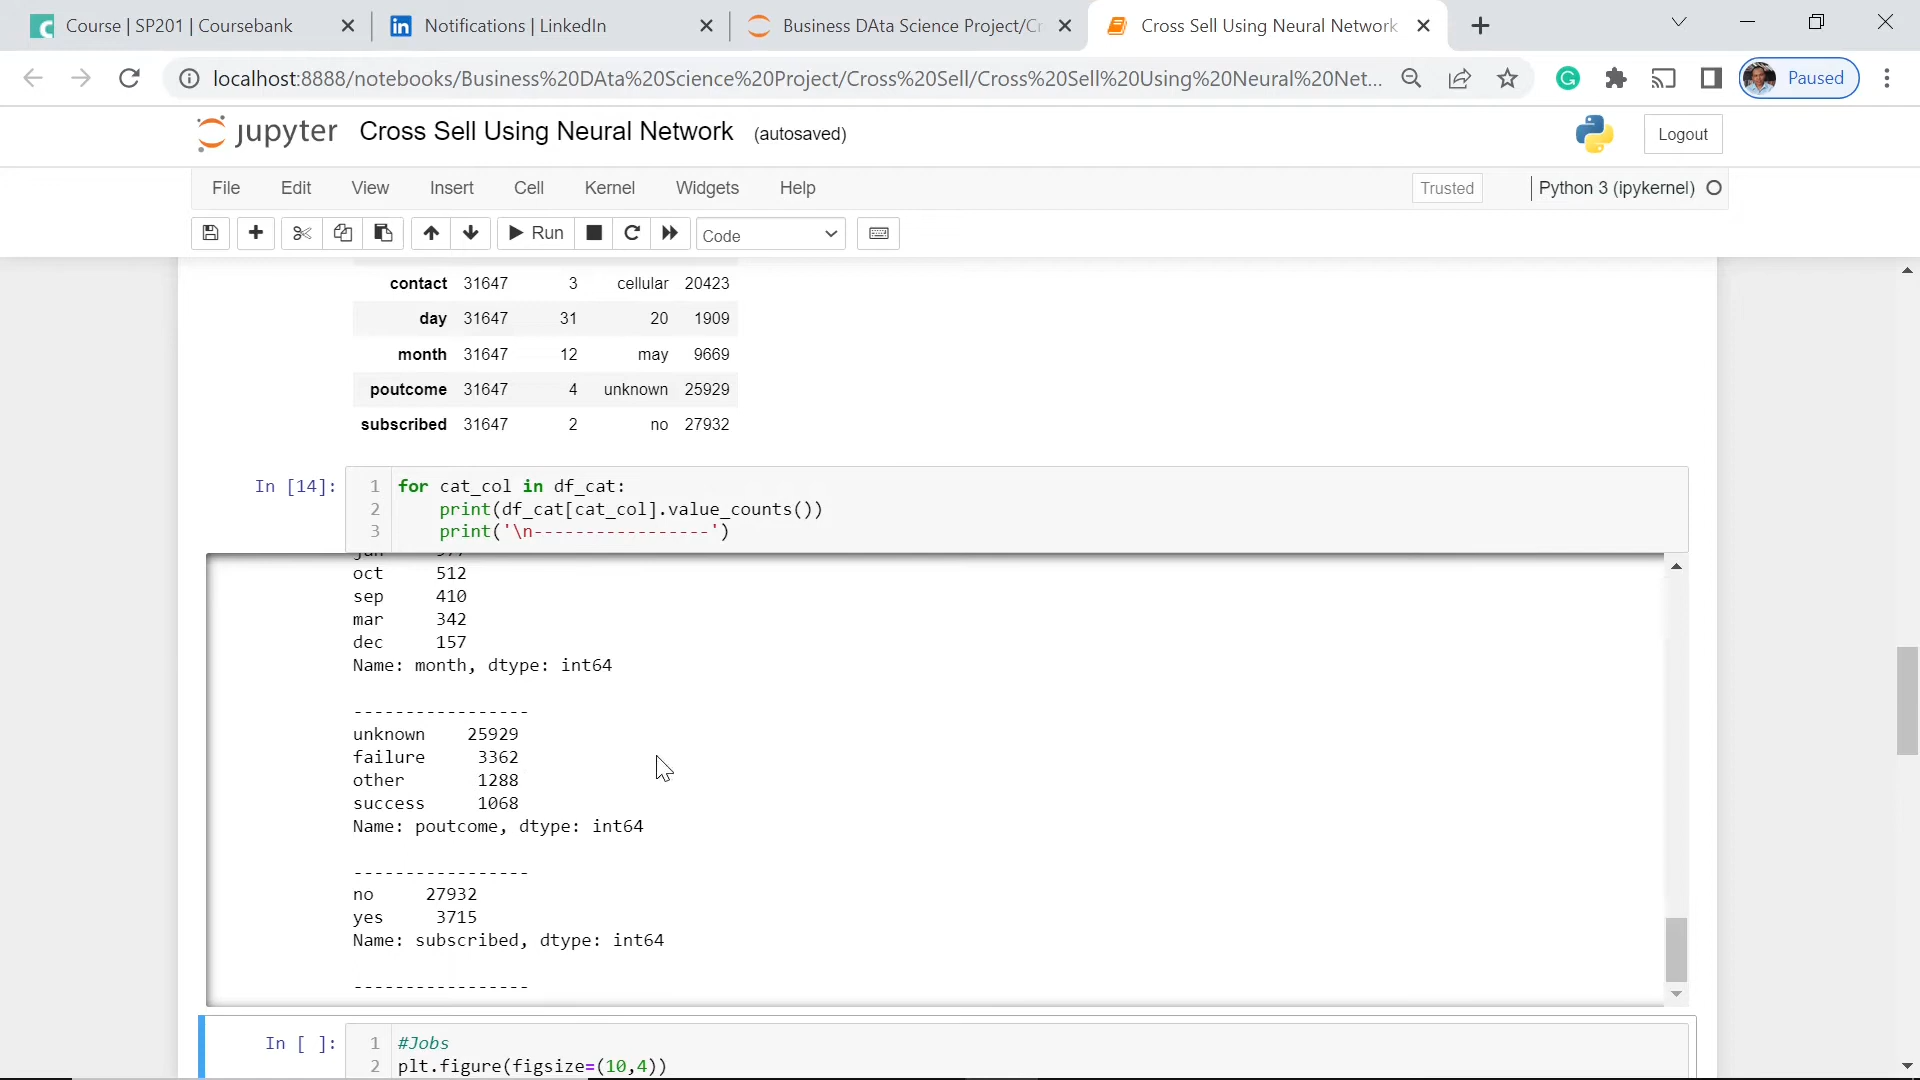 Course | SP201 | Coursebank
Notifications | LinkedIn
Business DAta Science Project/Cr
Cross Sell Using Neural Network
localhost:8888/notebooks/Business%20DAta%20Science%20Project/Cross%20Sell/Cross%20Sell%20Using%20Neural%20Net...
Paused
jupyter Cross Sell Using Neural Network (autosaved)
Logout
File Edit View Insert Cell Kernel Widgets Help
Trusted
Python 3 (ipykernel)
Run
Code
contact 31647 3 cellular 20423
day 31647 31 20 1909
month 31647 12 may 9669
poutcome 31647 4 unknown 25929
subscribed 31647 2 no 27932
In [14]:
1 for cat_col in df_cat:
2 print(df_cat[cat_col].value_counts())
3 print('\n-----------------')
oct 512
sep 410
mar 342
dec 157
Name: month, dtype: int64
-----------------
unknown 25929
failure 3362
other 1288
success 1068
Name: poutcome, dtype: int64
-----------------
no 27932
yes 3715
Name: subscribed, dtype: int64
-----------------
In [ ]:
1 #Jobs
2 plt.figure(figsize=(10,4))